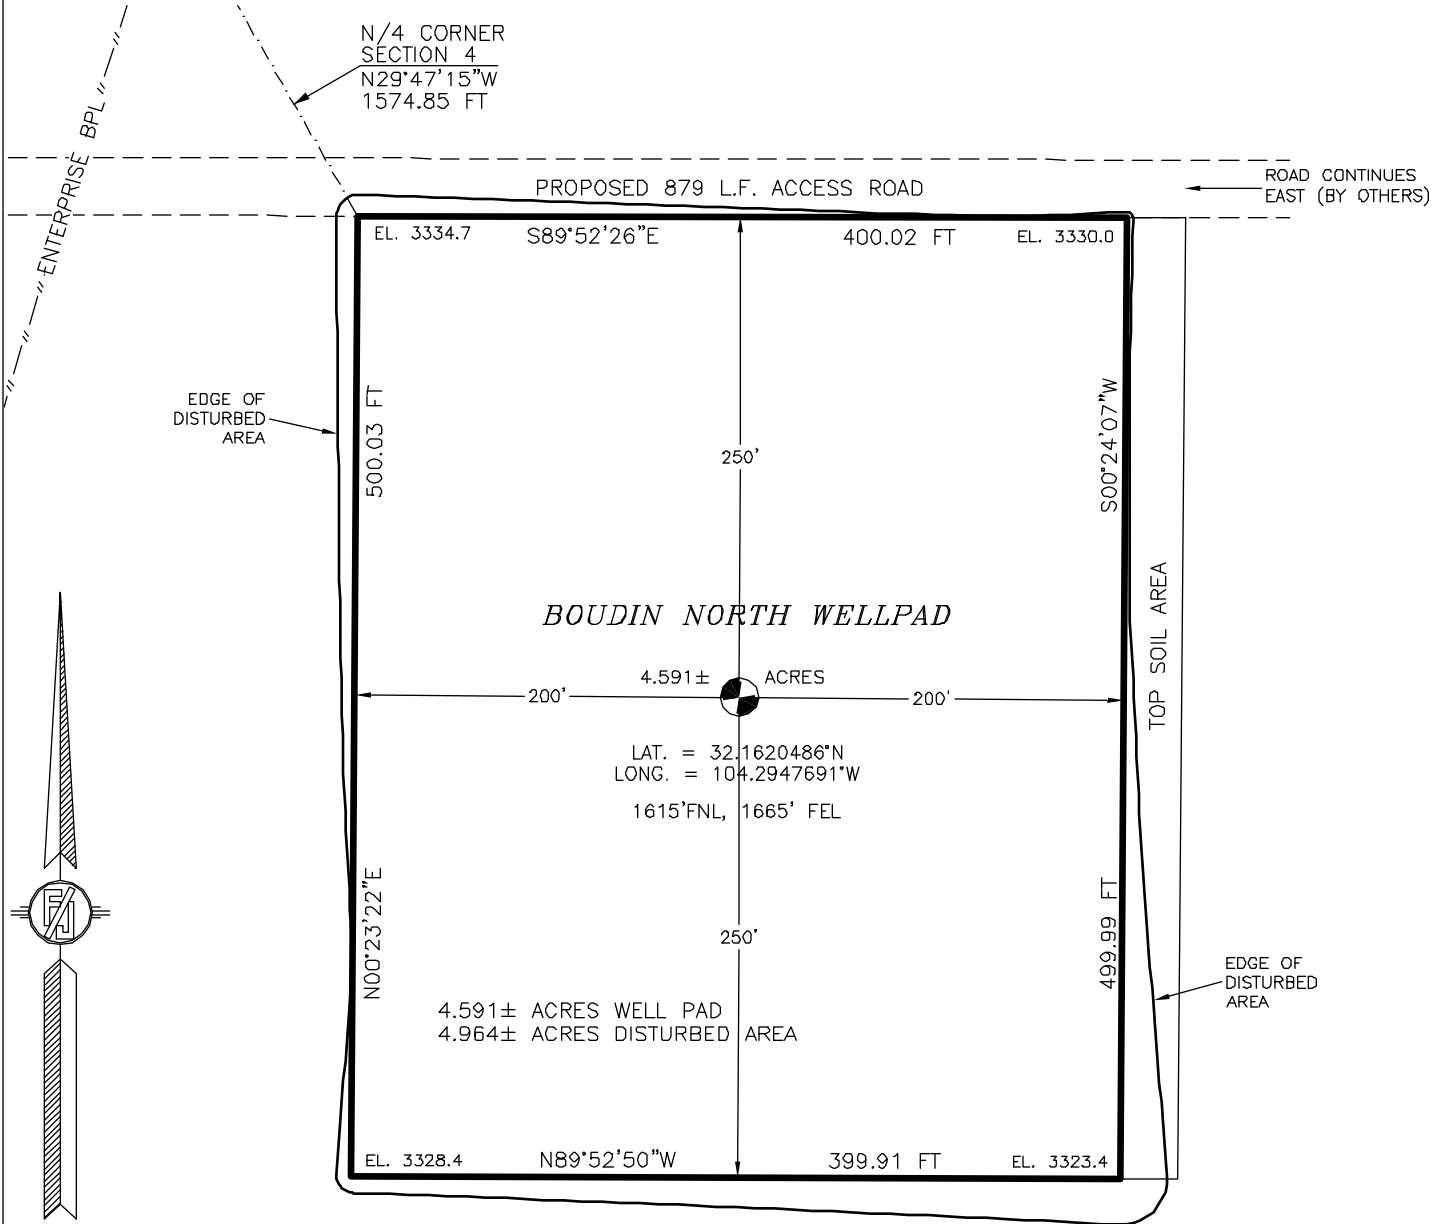 N/4 CORNER
SECTION 4
N29°47'15"W
1574.85 FT
ENTERPRISE BPL
PROPOSED 879 L.F. ACCESS ROAD
ROAD CONTINUES
EAST (BY OTHERS)
EL. 3334.7
S89°52'26"E
400.02 FT
EL. 3330.0
EDGE OF
DISTURBED
AREA
500.03 FT
250'
S00°24'07"W
BOUDIN NORTH WELLPAD
TOP SOIL AREA
4.591± ACRES
200'
200'
LAT. = 32.1620486°N
LONG. = 104.2947691°W
1615'FNL, 1665' FEL
N00°23'22"E
250'
499.99 FT
EDGE OF
DISTURBED
AREA
4.591± ACRES WELL PAD
4.964± ACRES DISTURBED AREA
EL. 3328.4
N89°52'50"W
399.91 FT
EL. 3323.4